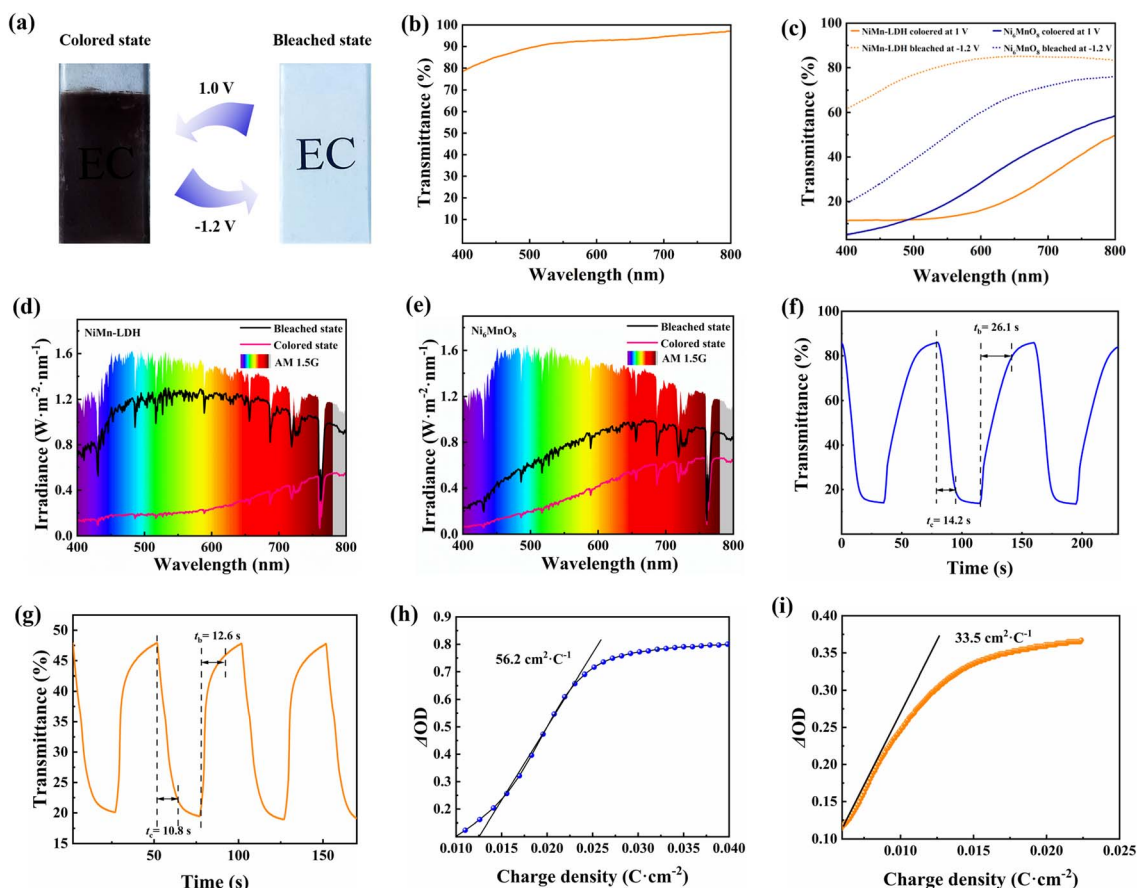 (a)
Colored state
Bleached state
1.0 V
-1.2 V
EC
EC
(b)
Transmittance (%)
100
90
80
70
60
50
40
30
20
10
400
500
600
700
800
Wavelength (nm)
(c)
NiMn-LDH coloered at 1 V
Ni6MnO8 coloered at 1 V
NiMn-LDH bleached at -1.2 V
Ni6MnO8 bleached at -1.2 V
Transmittance (%)
100
80
60
40
20
400
500
600
700
800
Wavelength (nm)
(d)
NiMn-LDH
Bleached state
Colored state
AM 1.5G
Irradiance (W·m-2·nm-1)
1.6
1.2
0.8
0.4
0.0
400
500
600
700
800
Wavelength (nm)
(e)
Ni6MnO8
Bleached state
Colored state
AM 1.5G
Irradiance (W·m-2·nm-1)
1.6
1.2
0.8
0.4
0.0
400
500
600
700
800
Wavelength (nm)
(f)
tb= 26.1 s
tc= 14.2 s
Transmittance (%)
100
80
60
40
20
0
50
100
150
200
Time (s)
(g)
tb= 12.6 s
tc= 10.8 s
Transmittance (%)
50
45
40
35
30
25
20
15
50
100
150
Time (s)
(h)
56.2 cm2·C-1
ΔOD
0.9
0.8
0.7
0.6
0.5
0.4
0.3
0.2
0.1
0.010
0.015
0.020
0.025
0.030
0.035
0.040
Charge density (C·cm-2)
(i)
33.5 cm2·C-1
ΔOD
0.40
0.35
0.30
0.25
0.20
0.15
0.10
0.010
0.015
0.020
0.025
Charge density (C·cm-2)